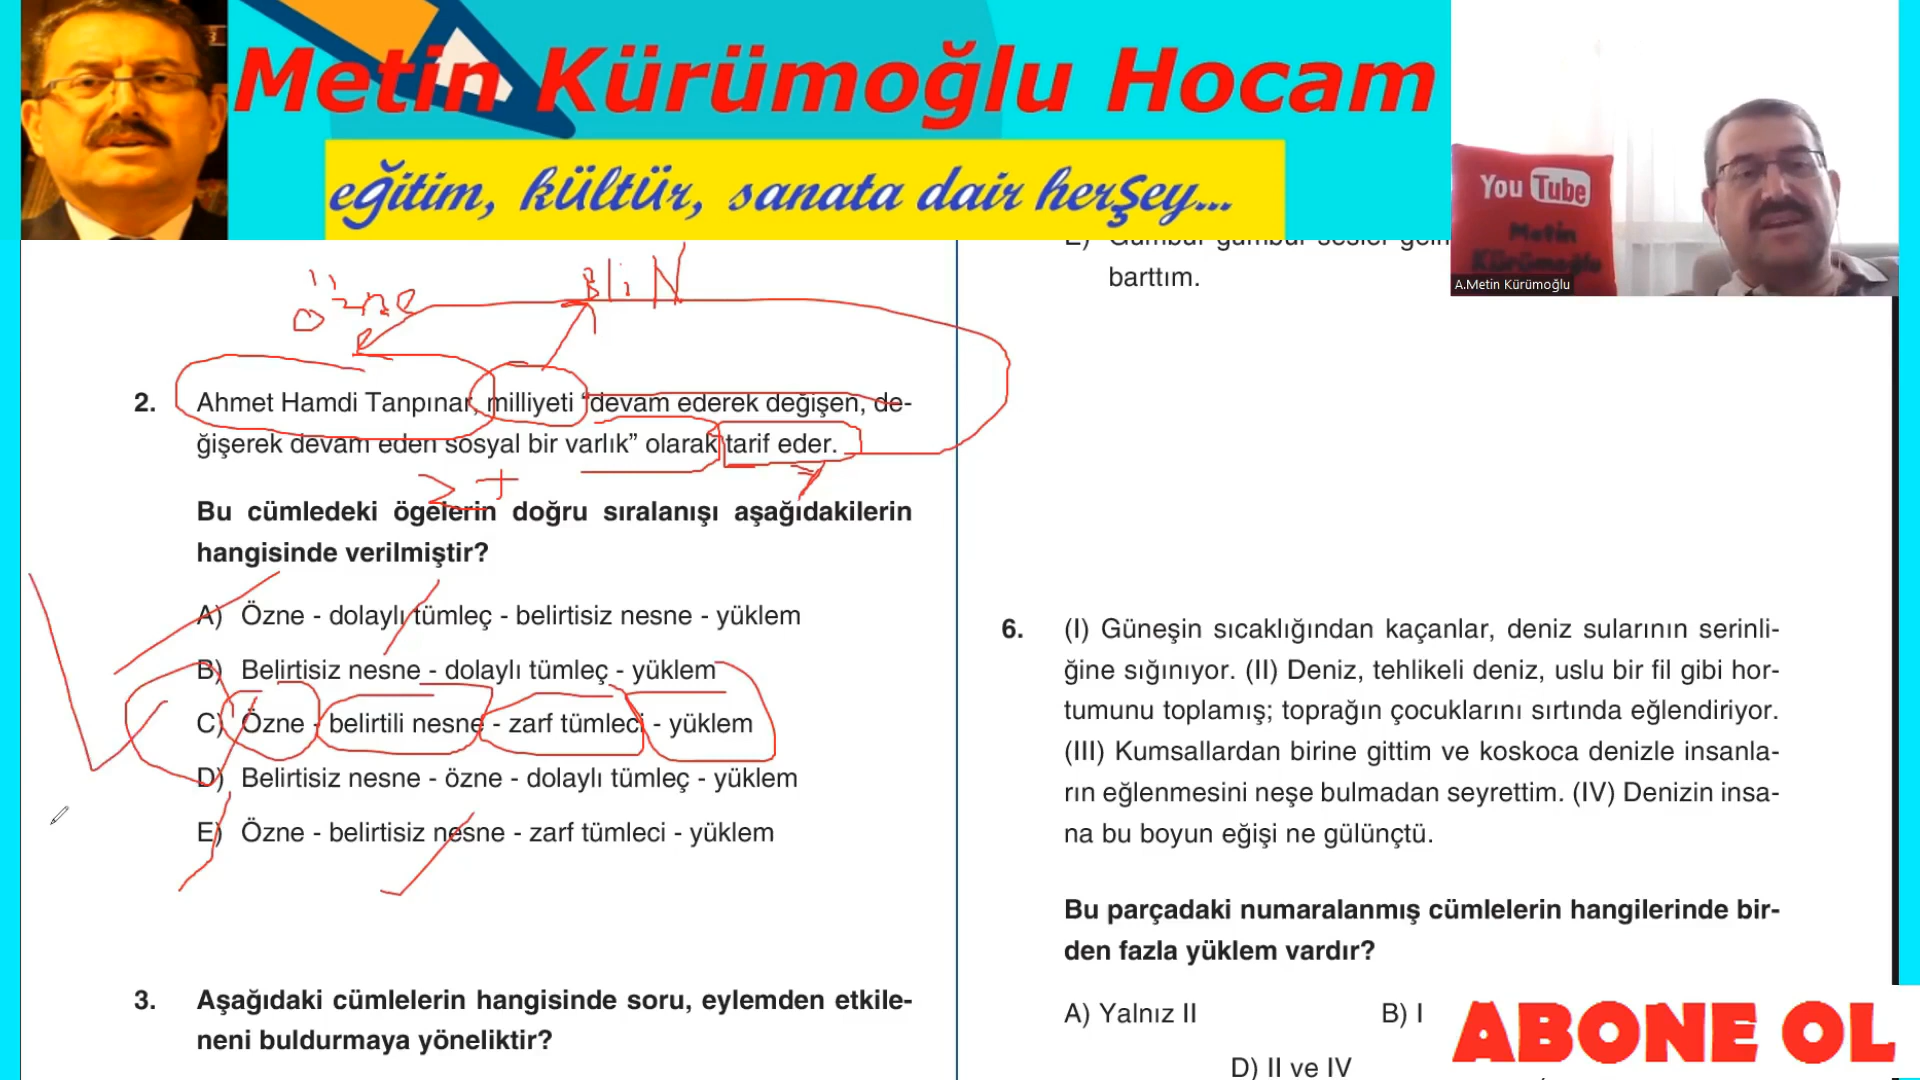 Metin Kürümoğlu Hocam
eğitim, kültür, sanata dair herşey...
You Tube
Metin
Kürümoğlu
A.Metin Kürümoğlu
özne
Bli N
2. Ahmet Hamdi Tanpınar, milliyeti “devam ederek değişen, de-
ğişerek devam eden sosyal bir varlık” olarak tarif eder.
Bu cümledeki ögelerin doğru sıralanışı aşağıdakilerin
hangisinde verilmiştir?
A) Özne - dolaylı tümleç - belirtisiz nesne - yüklem
B) Belirtisiz nesne - dolaylı tümleç - yüklem
C) Özne - belirtili nesne - zarf tümleci - yüklem
D) Belirtisiz nesne - özne - dolaylı tümleç - yüklem
E) Özne - belirtisiz nesne - zarf tümleci - yüklem
3. Aşağıdaki cümlelerin hangisinde soru, eylemden etkile-
neni buldurmaya yöneliktir?
barttım.
6. (I) Güneşin sıcaklığından kaçanlar, deniz sularının serinli-
ğine sığınıyor. (II) Deniz, tehlikeli deniz, uslu bir fil gibi hor-
tumunu toplamış; toprağın çocuklarını sırtında eğlendiriyor.
(III) Kumsallardan birine gittim ve koskoca denizle insanla-
rın eğlenmesini neşe bulmadan seyrettim. (IV) Denizin insa-
na bu boyun eğişi ne gülünçtü.
Bu parçadaki numaralanmış cümlelerin hangilerinde bir-
den fazla yüklem vardır?
A) Yalnız II B) I
D) II ve IV
ABONE OL